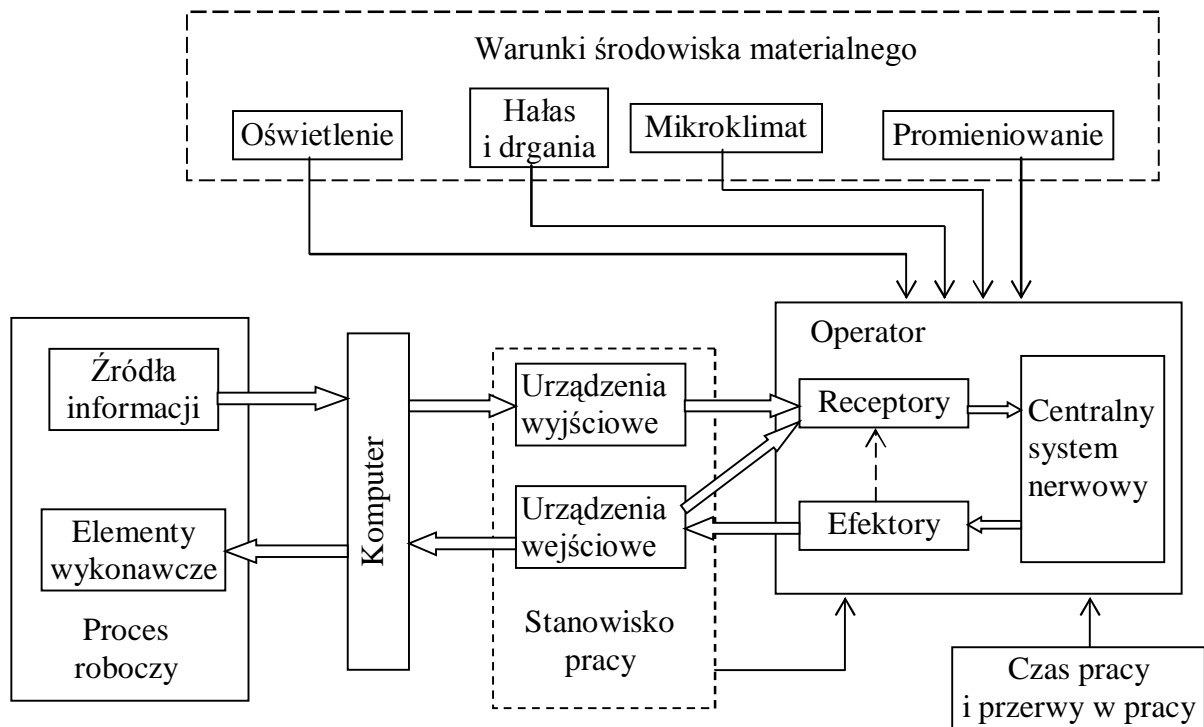 Warunki środowiska materialnego
Oświetlenie
Hałas
i drgania
Mikroklimat
Promieniowanie
Operator
Źródła
informacji
Komputer
Urządzenia
wyjściowe
Receptory
Centralny
system
nerwowy
Elementy
wykonawcze
Urządzenia
wejściowe
Efektory
Proces
roboczy
Stanowisko
pracy
Czas pracy
i przerwy w pracy